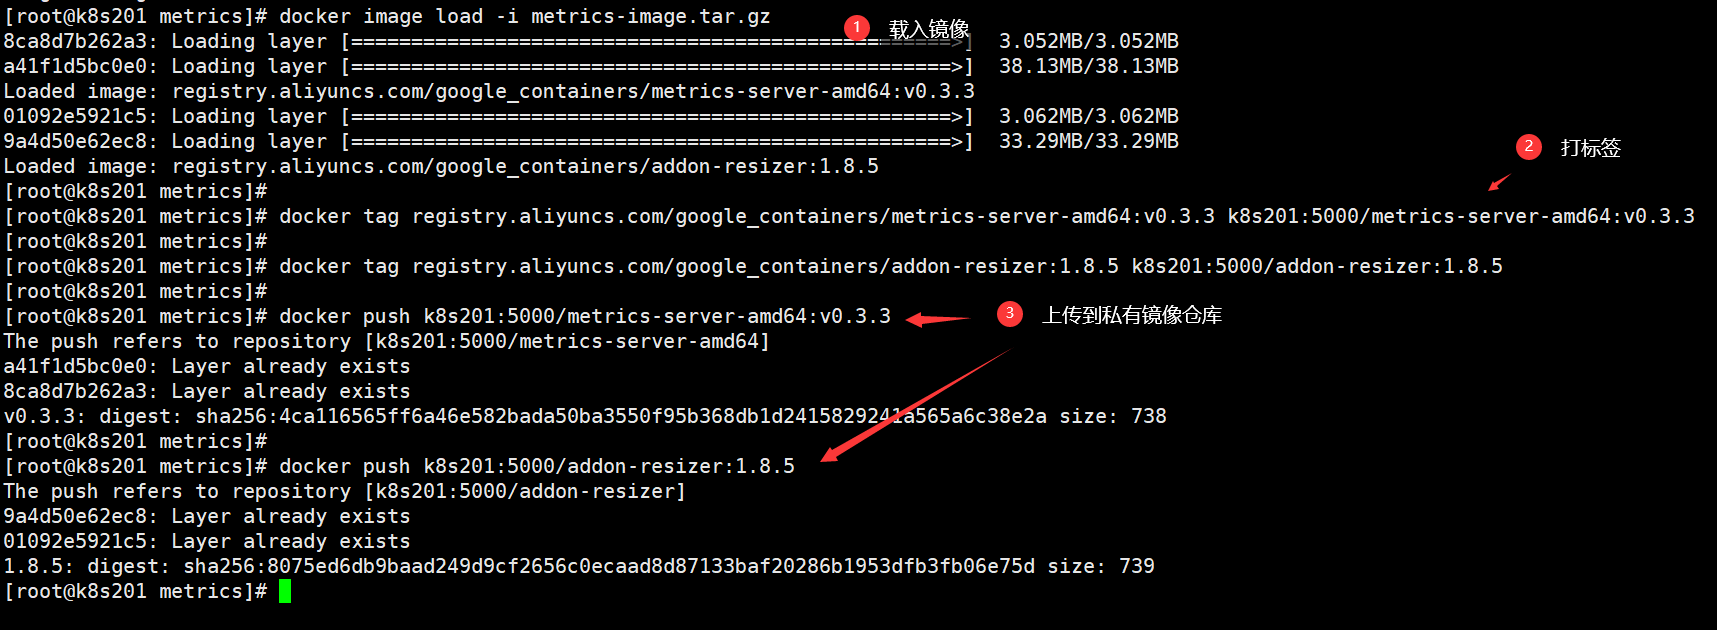 [root@k8s201 metrics]# docker image load -i metrics-image.tar.gz
1 载入镜像
8ca8d7b262a3: Loading layer [==================================================>]  3.052MB/3.052MB
a41f1d5bc0e0: Loading layer [==================================================>]  38.13MB/38.13MB
Loaded image: registry.aliyuncs.com/google_containers/metrics-server-amd64:v0.3.3
01092e5921c5: Loading layer [==================================================>]  3.062MB/3.062MB
9a4d50e62ec8: Loading layer [==================================================>]  33.29MB/33.29MB
2 打标签
Loaded image: registry.aliyuncs.com/google_containers/addon-resizer:1.8.5
[root@k8s201 metrics]#
[root@k8s201 metrics]# docker tag registry.aliyuncs.com/google_containers/metrics-server-amd64:v0.3.3 k8s201:5000/metrics-server-amd64:v0.3.3
[root@k8s201 metrics]#
[root@k8s201 metrics]# docker tag registry.aliyuncs.com/google_containers/addon-resizer:1.8.5 k8s201:5000/addon-resizer:1.8.5
[root@k8s201 metrics]#
[root@k8s201 metrics]# docker push k8s201:5000/metrics-server-amd64:v0.3.3
3 上传到私有镜像仓库
The push refers to repository [k8s201:5000/metrics-server-amd64]
a41f1d5bc0e0: Layer already exists
8ca8d7b262a3: Layer already exists
v0.3.3: digest: sha256:4ca116565ff6a46e582bada50ba3550f95b368db1d2415829241a565a6c38e2a size: 738
[root@k8s201 metrics]#
[root@k8s201 metrics]# docker push k8s201:5000/addon-resizer:1.8.5
The push refers to repository [k8s201:5000/addon-resizer]
9a4d50e62ec8: Layer already exists
01092e5921c5: Layer already exists
1.8.5: digest: sha256:8075ed6db9baad249d9cf2656c0ecaad8d87133baf20286b1953dfb3fb06e75d size: 739
[root@k8s201 metrics]#